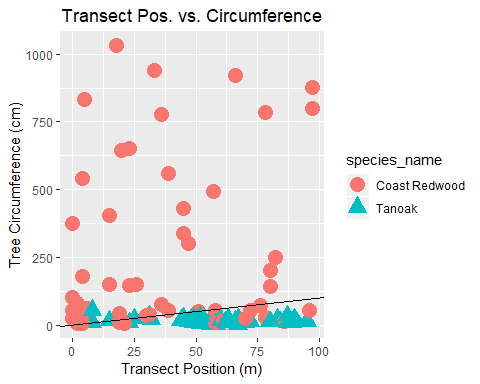 Transect Pos. vs. Circumference
Tree Circumference (cm)
1000
750
500
250
0
0 25 50 75 100
Transect Position (m)
species_name
Coast Redwood
Tanoak